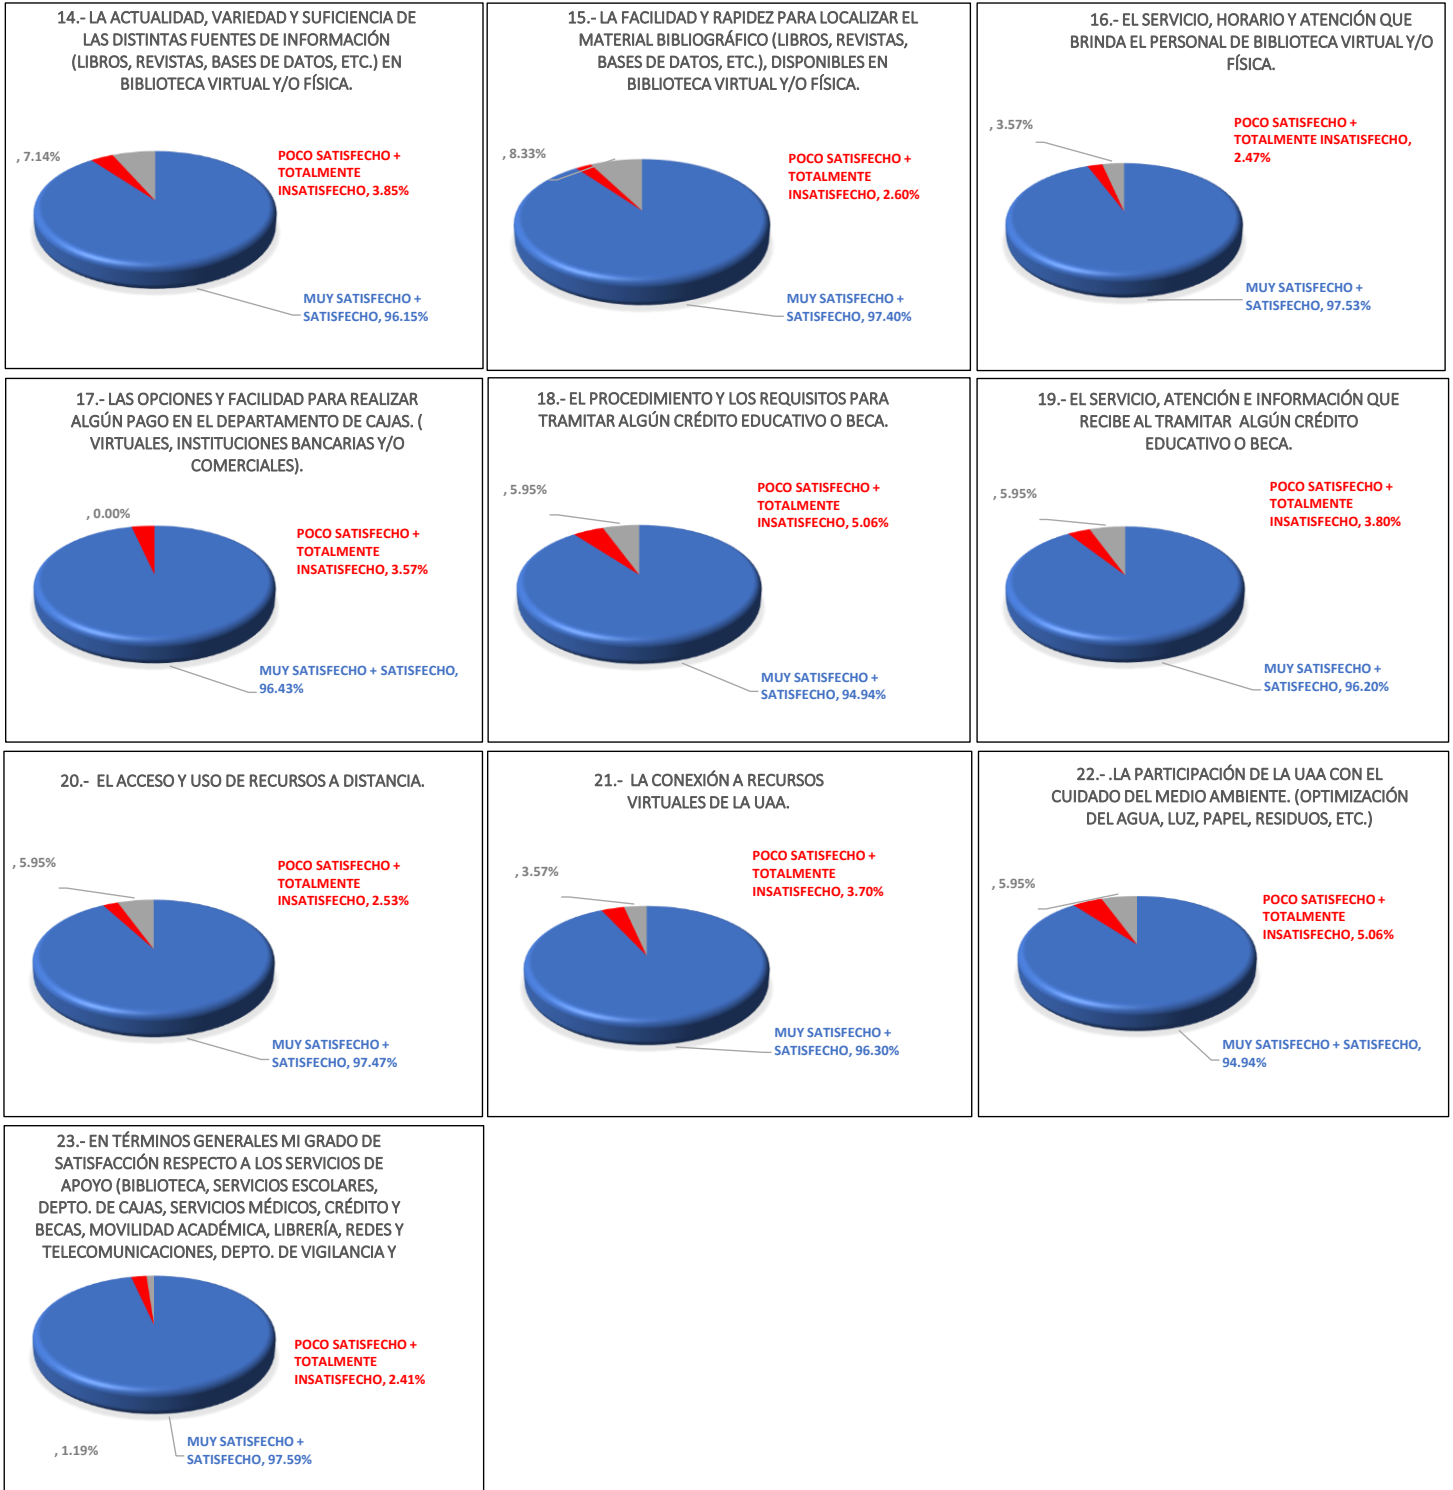 14.- LA ACTUALIDAD, VARIEDAD Y SUFICIENCIA DE
LAS DISTINTAS FUENTES DE INFORMACIÓN
(LIBROS, REVISTAS, BASES DE DATOS, ETC.) EN
BIBLIOTECA VIRTUAL Y/O FÍSICA.
, 7.14%
POCO SATISFECHO +
TOTALMENTE
INSATISFECHO, 3.85%
MUY SATISFECHO +
SATISFECHO, 96.15%
15.- LA FACILIDAD Y RAPIDEZ PARA LOCALIZAR EL
MATERIAL BIBLIOGRÁFICO (LIBROS, REVISTAS,
BASES DE DATOS, ETC.), DISPONIBLES EN
BIBLIOTECA VIRTUAL Y/O FÍSICA.
, 8.33%
POCO SATISFECHO +
TOTALMENTE
INSATISFECHO, 2.60%
MUY SATISFECHO +
SATISFECHO, 97.40%
16.- EL SERVICIO, HORARIO Y ATENCIÓN QUE
BRINDA EL PERSONAL DE BIBLIOTECA VIRTUAL Y/O
FÍSICA.
, 3.57%
POCO SATISFECHO +
TOTALMENTE INSATISFECHO,
2.47%
MUY SATISFECHO +
SATISFECHO, 97.53%
17.- LAS OPCIONES Y FACILIDAD PARA REALIZAR
ALGÚN PAGO EN EL DEPARTAMENTO DE CAJAS. (
VIRTUALES, INSTITUCIONES BANCARIAS Y/O
COMERCIALES).
, 0.00%
POCO SATISFECHO +
TOTALMENTE
INSATISFECHO, 3.57%
MUY SATISFECHO + SATISFECHO,
96.43%
18.- EL PROCEDIMIENTO Y LOS REQUISITOS PARA
TRAMITAR ALGÚN CRÉDITO EDUCATIVO O BECA.
, 5.95%
POCO SATISFECHO +
TOTALMENTE
INSATISFECHO, 5.06%
MUY SATISFECHO +
SATISFECHO, 94.94%
19.- EL SERVICIO, ATENCIÓN E INFORMACIÓN QUE
RECIBE AL TRAMITAR ALGÚN CRÉDITO
EDUCATIVO O BECA.
, 5.95%
POCO SATISFECHO +
TOTALMENTE
INSATISFECHO, 3.80%
MUY SATISFECHO +
SATISFECHO, 96.20%
20.- EL ACCESO Y USO DE RECURSOS A DISTANCIA.
, 5.95%
POCO SATISFECHO +
TOTALMENTE
INSATISFECHO, 2.53%
MUY SATISFECHO +
SATISFECHO, 97.47%
21.- LA CONEXIÓN A RECURSOS
VIRTUALES DE LA UAA.
, 3.57%
POCO SATISFECHO +
TOTALMENTE
INSATISFECHO, 3.70%
MUY SATISFECHO +
SATISFECHO, 96.30%
22.- .LA PARTICIPACIÓN DE LA UAA CON EL
CUIDADO DEL MEDIO AMBIENTE. (OPTIMIZACIÓN
DEL AGUA, LUZ, PAPEL, RESIDUOS, ETC.)
, 5.95%
POCO SATISFECHO +
TOTALMENTE
INSATISFECHO, 5.06%
MUY SATISFECHO + SATISFECHO,
94.94%
23.- EN TÉRMINOS GENERALES MI GRADO DE
SATISFACCIÓN RESPECTO A LOS SERVICIOS DE
APOYO (BIBLIOTECA, SERVICIOS ESCOLARES,
DEPTO. DE CAJAS, SERVICIOS MÉDICOS, CRÉDITO Y
BECAS, MOVILIDAD ACADÉMICA, LIBRERÍA, REDES Y
TELECOMUNICACIONES, DEPTO. DE VIGILANCIA Y
POCO SATISFECHO +
TOTALMENTE
INSATISFECHO, 2.41%
, 1.19%
MUY SATISFECHO +
SATISFECHO, 97.59%